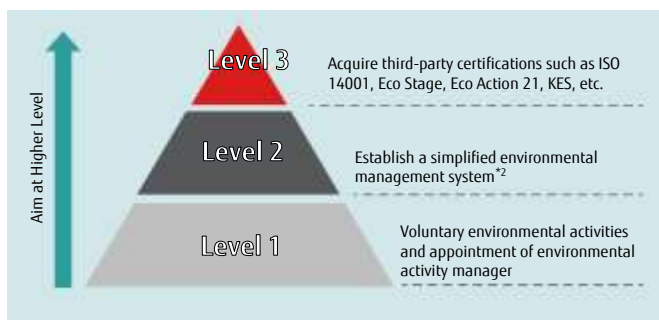 Aim at Higher Level
Level 3
Acquire third-party certifications such as ISO
14001, Eco Stage, Eco Action 21, KES, etc.
Level 2
Establish a simplified environmental
management system*2
Level 1
Voluntary environmental activities
and appointment of environmental
activity manager